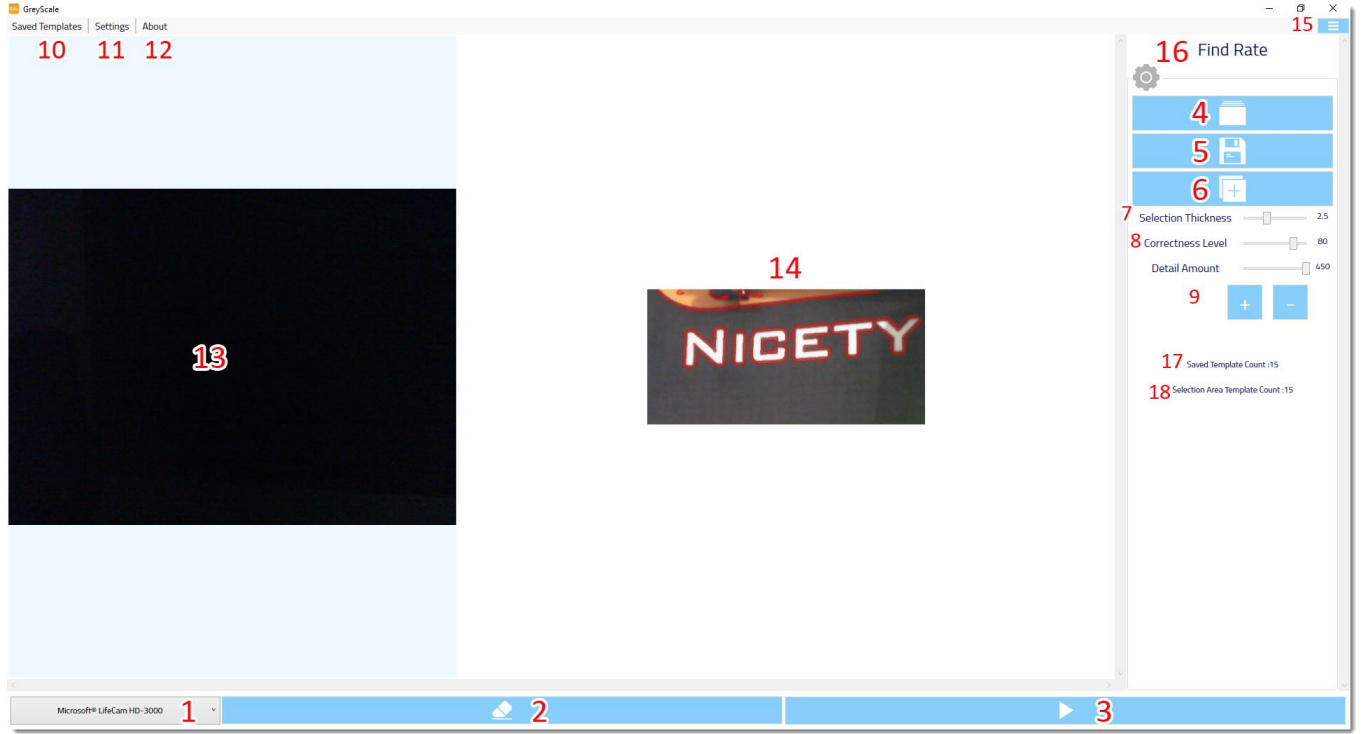 GreyScale
Saved Templates Settings About 15
10 11 12
16 Find Rate
4
5
6
7 Selection Thickness 2.5
8 Correctness Level 80
Detail Amount 450
9 + -
14
NICETY
13
17 Saved Template Count :15
18 Selection Area Template Count :15
Microsoft® LifeCam HD-3000 1 2 3